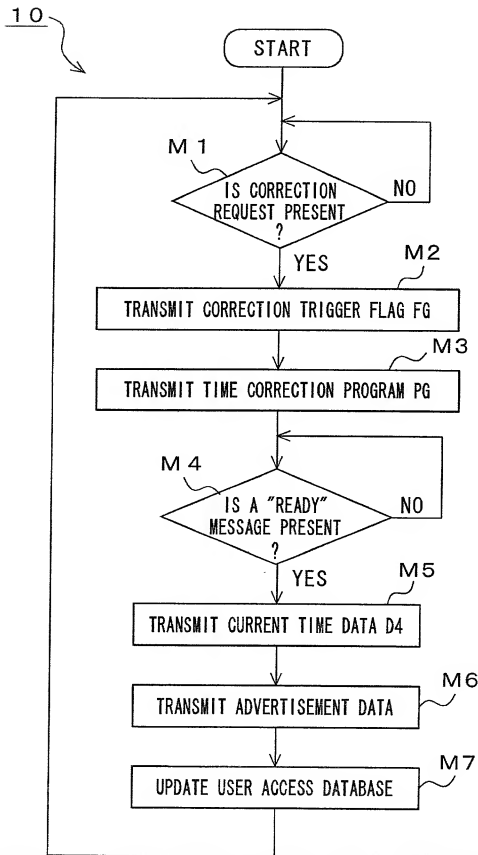 10
START
M1
IS CORRECTION
REQUEST PRESENT
?
NO
YES
M2
TRANSMIT CORRECTION TRIGGER FLAG FG
M3
TRANSMIT TIME CORRECTION PROGRAM PG
M4
IS A "READY"
MESSAGE PRESENT
?
NO
YES
M5
TRANSMIT CURRENT TIME DATA D4
M6
TRANSMIT ADVERTISEMENT DATA
M7
UPDATE USER ACCESS DATABASE